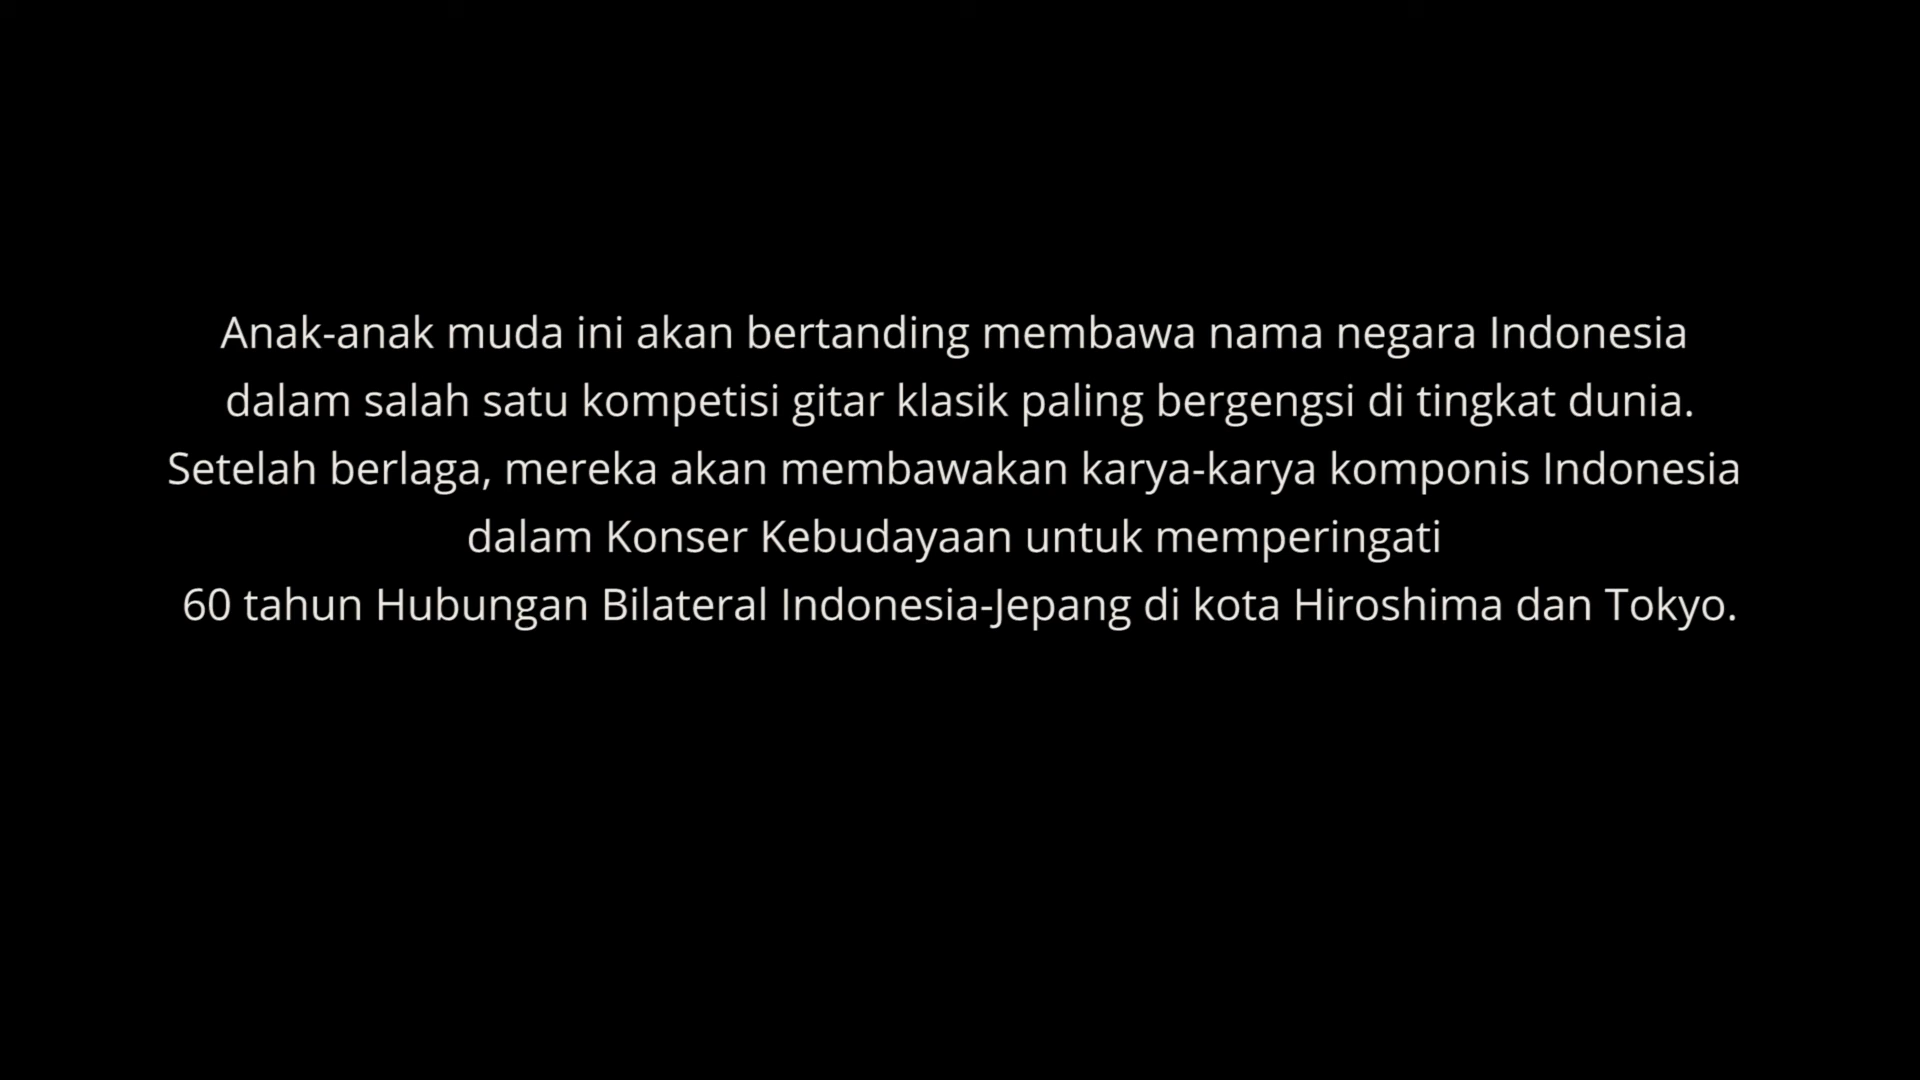 Anak-anak muda ini akan bertanding membawa nama negara Indonesia
dalam salah satu kompetisi gitar klasik paling bergengsi di tingkat dunia.
Setelah berlaga, mereka akan membawakan karya-karya komponis Indonesia
dalam Konser Kebudayaan untuk memperingati
60 tahun Hubungan Bilateral Indonesia-Jepang di kota Hiroshima dan Tokyo.